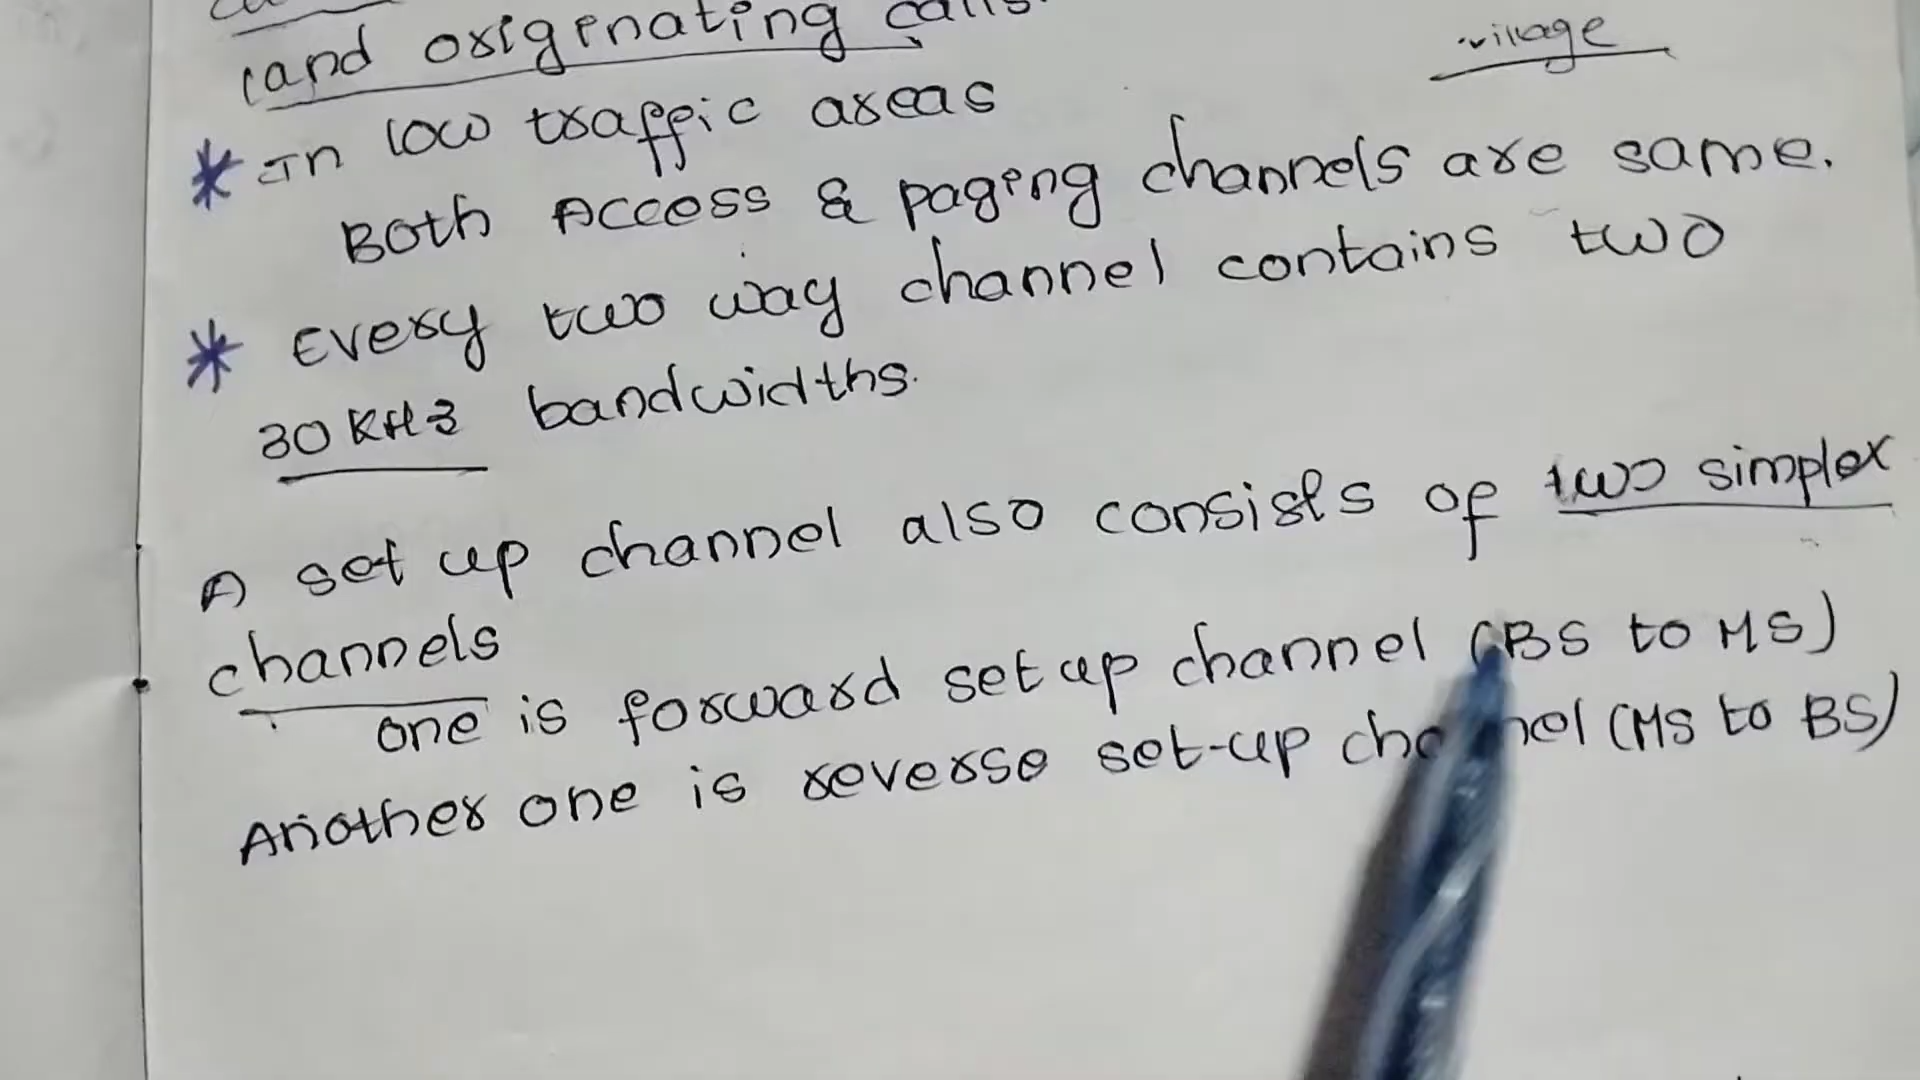 (and originating calls.
village
* In low traffic areas
Both Access & paging channels are same.
* Every two way channel contains two
30 KHz bandwidths.
A set up channel also consists of two simplex
channels
one is forward set up channel (BS to MS)
Another one is reverse set-up channel (MS to BS)